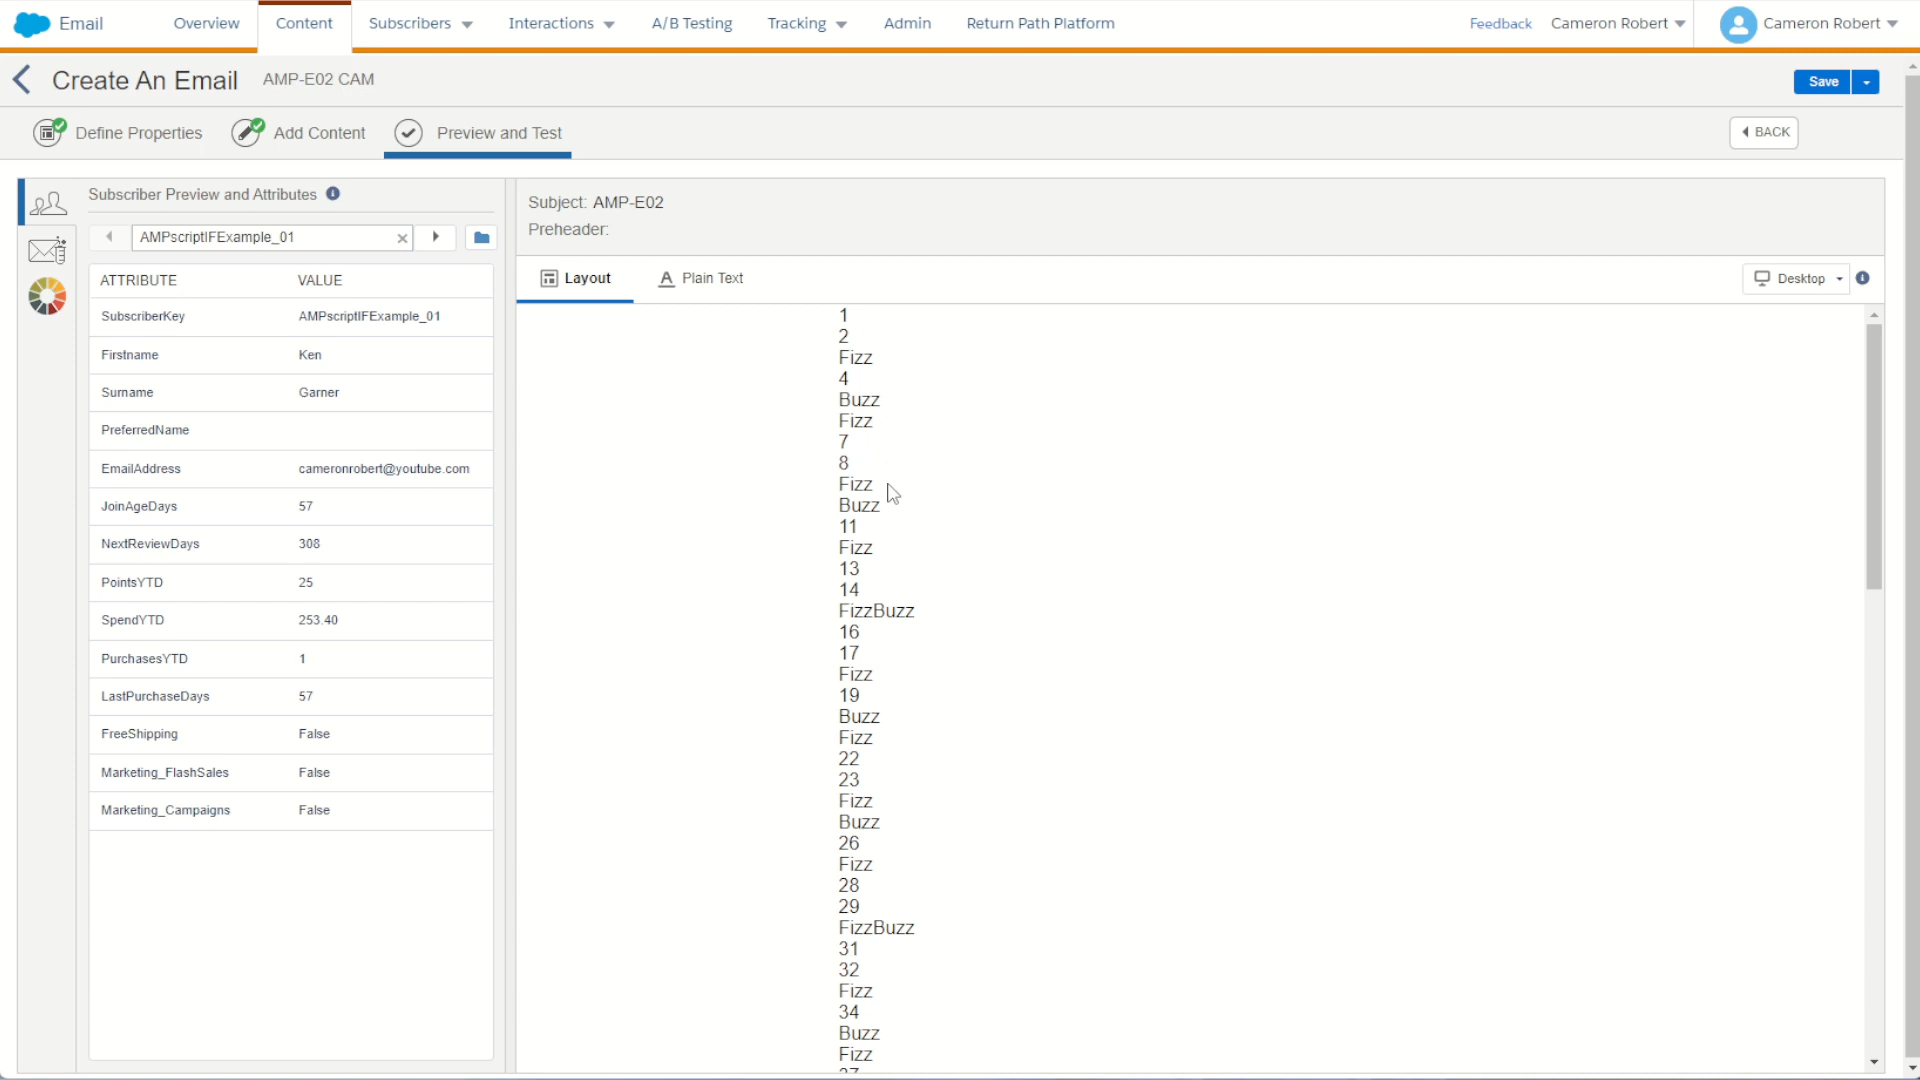 Email
Overview
Content
Subscribers
Interactions
A/B Testing
Tracking
Admin
Return Path Platform
Feedback
Cameron Robert
Cameron Robert
Create An Email
AMP-E02 CAM
Save
Define Properties
Add Content
Preview and Test
BACK
Subscriber Preview and Attributes
AMPscriptIFExample_01
ATTRIBUTE VALUE
SubscriberKey AMPscriptIFExample_01
Firstname Ken
Surname Garner
PreferredName
EmailAddress cameronrobert@youtube.com
JoinAgeDays 57
NextReviewDays 308
PointsYTD 25
SpendYTD 253.40
PurchasesYTD 1
LastPurchaseDays 57
FreeShipping False
Marketing_FlashSales False
Marketing_Campaigns False
Subject: AMP-E02
Preheader:
Layout
Plain Text
Desktop
1
2
Fizz
4
Buzz
Fizz
7
8
Fizz
Buzz
11
Fizz
13
14
FizzBuzz
16
17
Fizz
19
Buzz
Fizz
22
23
Fizz
Buzz
26
Fizz
28
29
FizzBuzz
31
32
Fizz
34
Buzz
Fizz
37